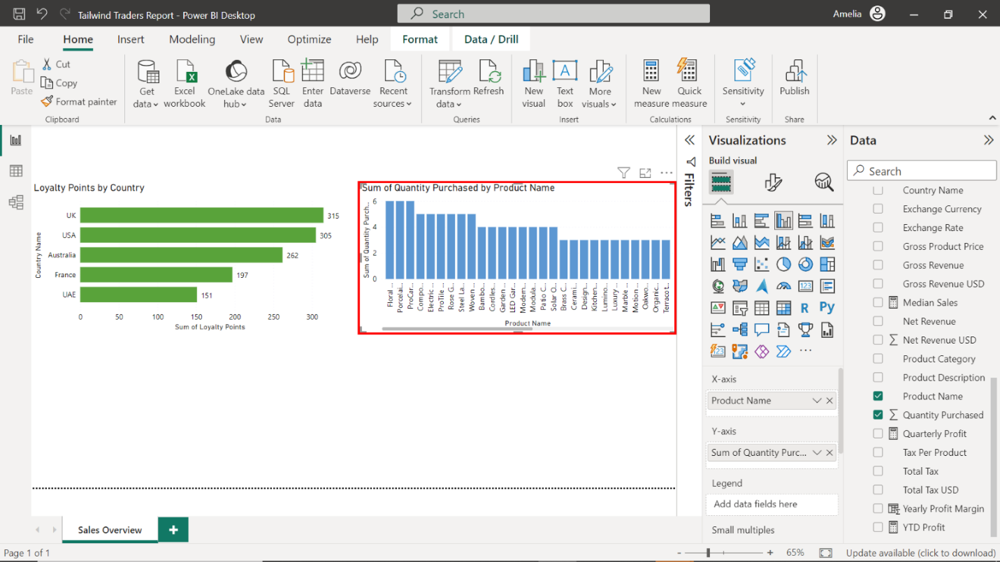 Tailwind Traders Report - Power BI Desktop
Search
Amelia
File Home Insert Modeling View Optimize Help Format Data / Drill
Paste
Cut
Copy
Format painter
Clipboard
Get data
Excel workbook
OneLake data hub
SQL Server
Enter data
Dataverse
Recent sources
Data
Transform data
Refresh
Queries
New visual
Text box
More visuals
Insert
New measure
Quick measure
Calculations
Sensitivity
Sensitivity
Publish
Share
Loyalty Points by Country
Country Name
UK 315
USA 305
Australia 262
France 197
UAE 151
0 50 100 150 200 250 300
Sum of Loyalty Points
Sum of Quantity Purchased by Product Name
Sum of Quantity Purch...
6
4
2
0
Floral ...
Porcelai...
ProCar...
Compo...
Electric ...
ProTile ...
Rose G...
Steel La...
Woven ...
Bambo...
Cordles...
Garden ...
LED Gar...
Modern...
Modula...
Patio C...
Solar O...
Brass C...
Cerami...
Design...
Kitchen...
Lumino...
Luxury ...
Marble ...
Motion ...
Oakwo...
Organic...
Terracot...
Product Name
Filters
Visualizations
Build visual
R Py
123
X-axis
Product Name
Y-axis
Sum of Quantity Purc...
Legend
Add data fields here
Small multiples
Data
Search
Country Name
Exchange Currency
Exchange Rate
Gross Product Price
Gross Revenue
Gross Revenue USD
Median Sales
Net Revenue
Net Revenue USD
Product Category
Product Description
Product Name
Quantity Purchased
Quarterly Profit
Tax Per Product
Total Tax
Total Tax USD
Yearly Profit Margin
YTD Profit
Sales Overview
Page 1 of 1
65%
Update available (click to download)